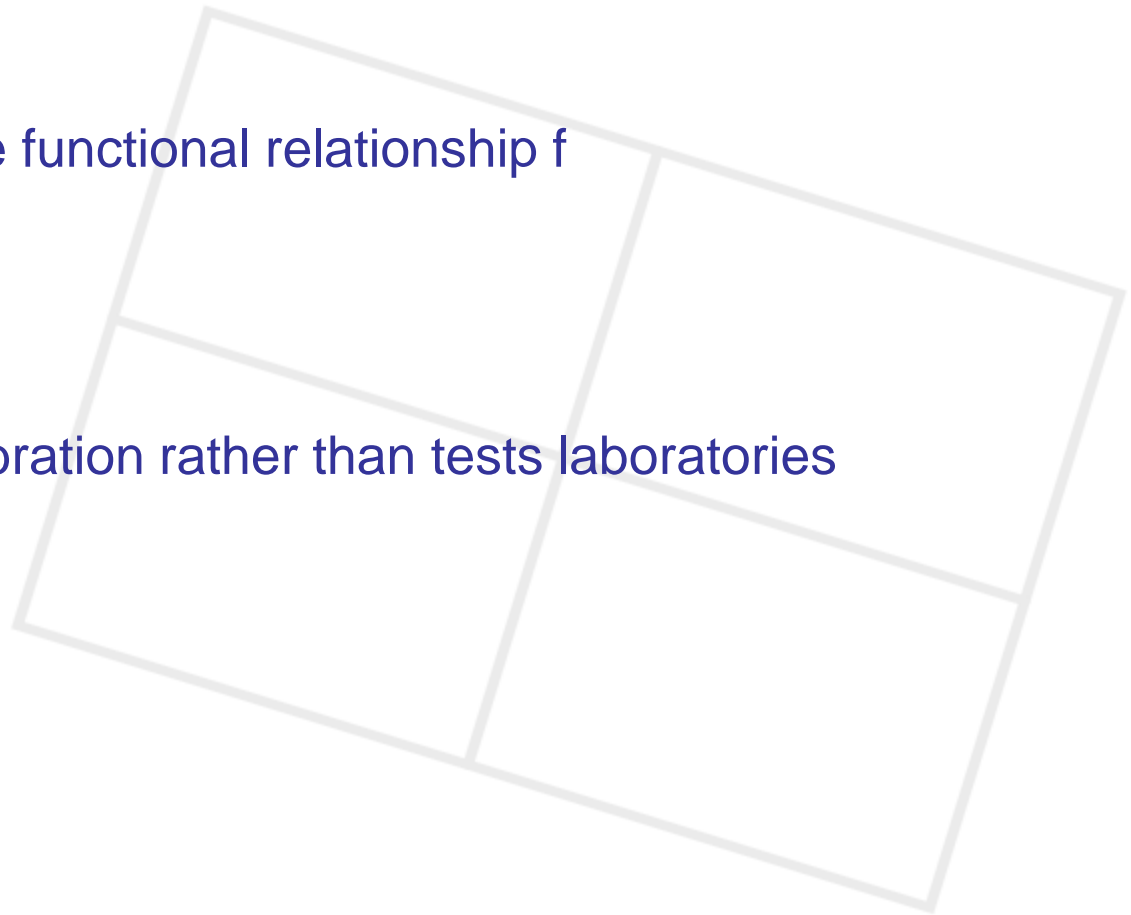 functional relationship f
oration rather than tests laboratories